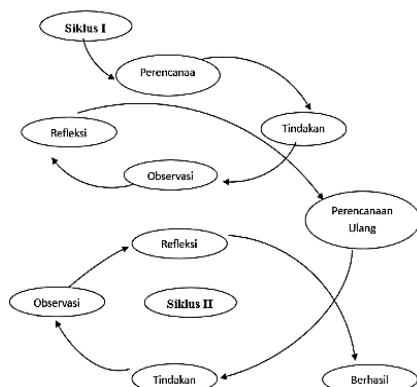 Siklus I
Perencanaa
Refleksi
Tindakan
Observasi
Perencanaan
Ulang
Refleksi
Observasi
Siklus II
Tindakan
Berhasil